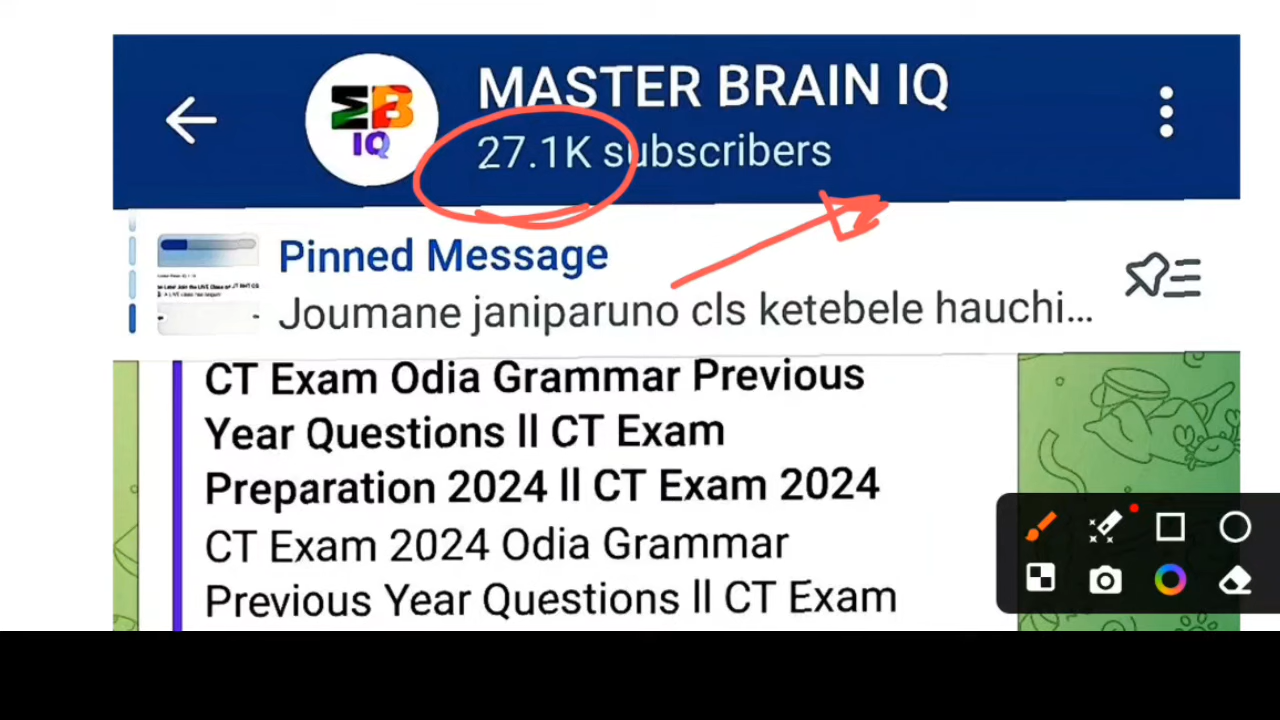 MASTER BRAIN IQ
MB
IQ
27.1K subscribers
Pinned Message
Joumane janiparuno cls ketebele hauchi...
CT Exam Odia Grammar Previous
Year Questions ll CT Exam
Preparation 2024 ll CT Exam 2024
CT Exam 2024 Odia Grammar
Previous Year Questions ll CT Exam